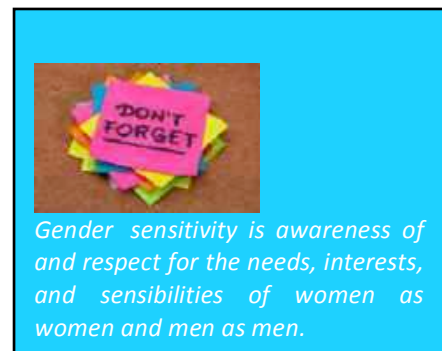 DON'T
FORGET
Gender sensitivity is awareness of
and respect for the needs, interests,
and sensibilities of women as
women and men as men.